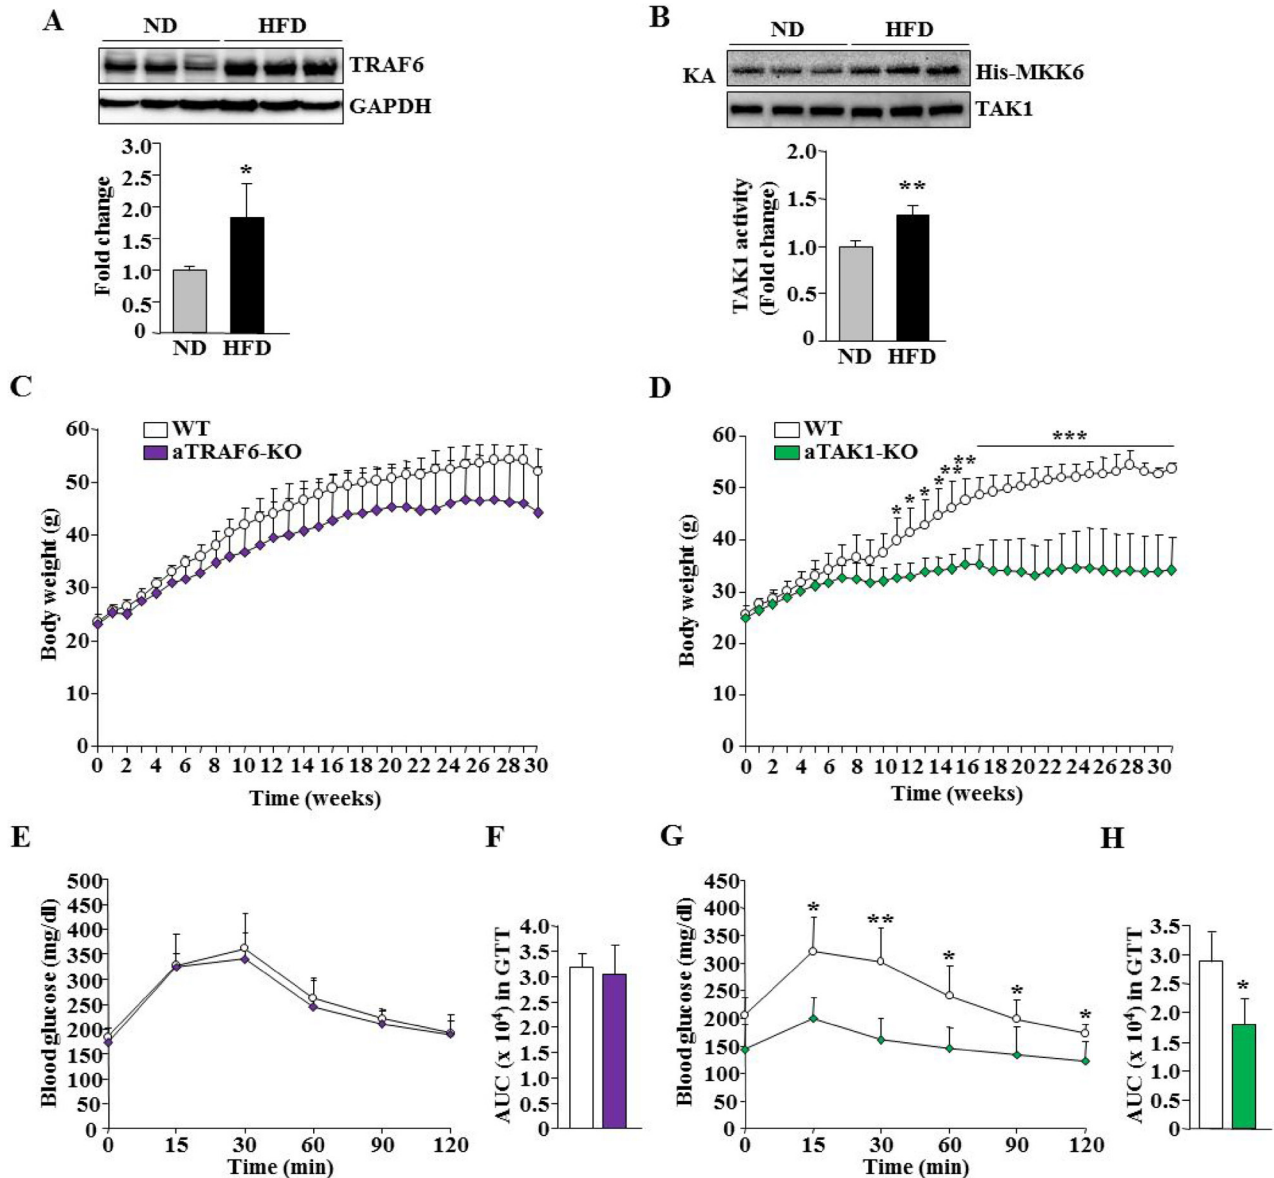 A
ND HFD
TRAF6
GAPDH
3.0
2.5
2.0
1.5
1.0
0.5
0
Fold change
*
ND HFD
B
ND HFD
KA
His-MKK6
TAK1
2.0
1.5
1.0
0.5
0
TAK1 activity
(Fold change)
**
ND HFD
C
WT
aTRAF6-KO
60
50
40
30
20
10
0
Body weight (g)
0 2 4 6 8 10 12 14 16 18 20 22 24 26 28 30
Time (weeks)
D
WT
aTAK1-KO
***
* * * ** ** **
60
50
40
30
20
10
0
Body weight (g)
0 2 4 6 8 10 12 14 16 18 20 22 24 26 28 30
Time (weeks)
E
500
450
400
350
300
250
200
150
100
50
0
Blood glucose (mg/dl)
0 15 30 60 90 120
Time (min)
F
4.0
3.5
3.0
2.5
2.0
1.5
1.0
0.5
0
AUC (x 10⁴) in GTT
G
450
400
350
300
250
200
150
100
50
0
Blood glucose (mg/dl)
* ** * * *
0 15 30 60 90 120
Time (min)
H
3.5
3.0
2.5
2.0
1.5
1.0
0.5
0
AUC (x 10⁴) in GTT
*